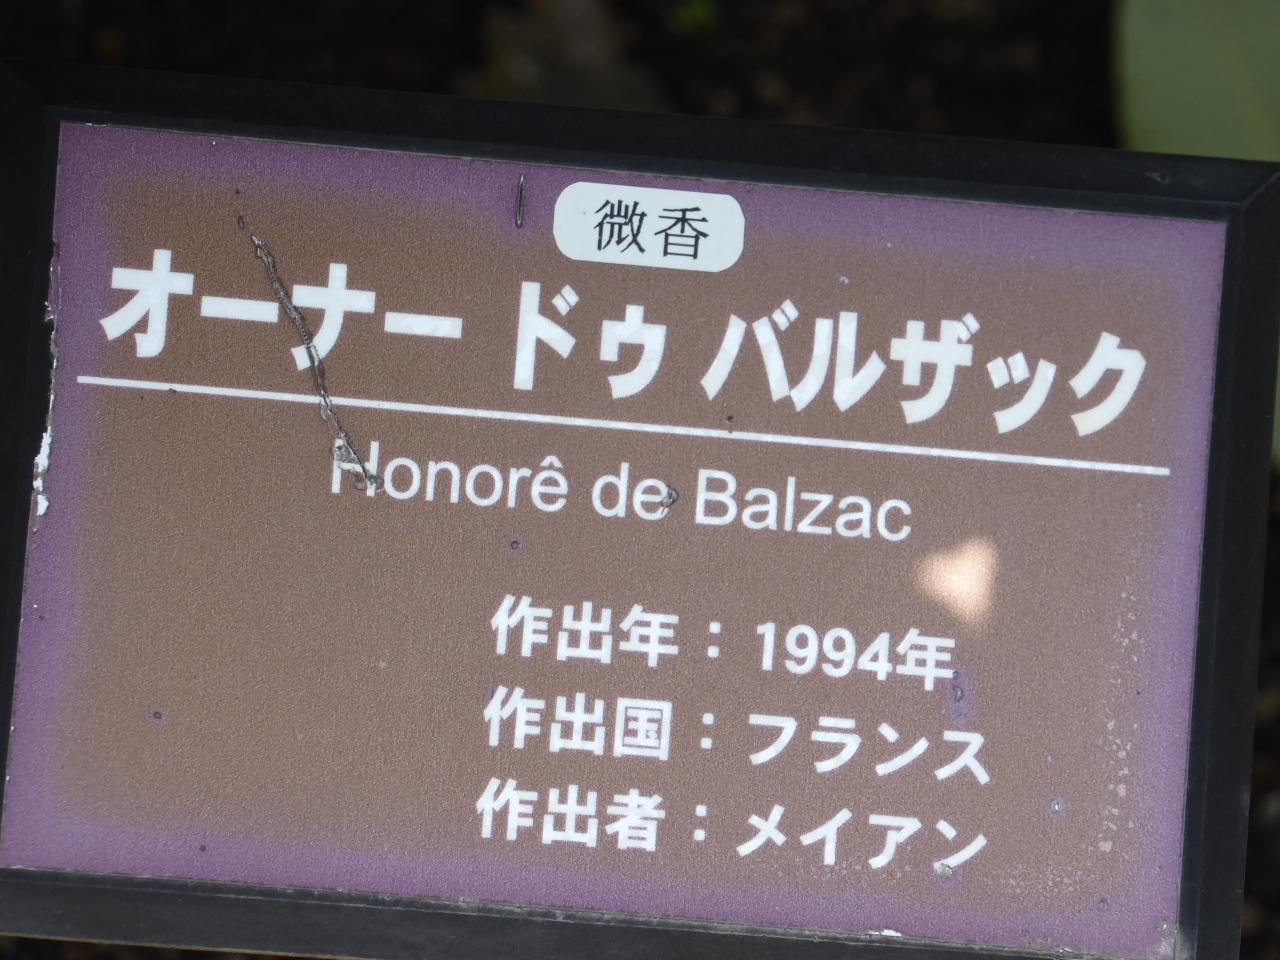 微香
オーナー ドゥ バルザック
Honorê de Balzac
作出年：1994年
作出国：フランス
作出者：メイアン